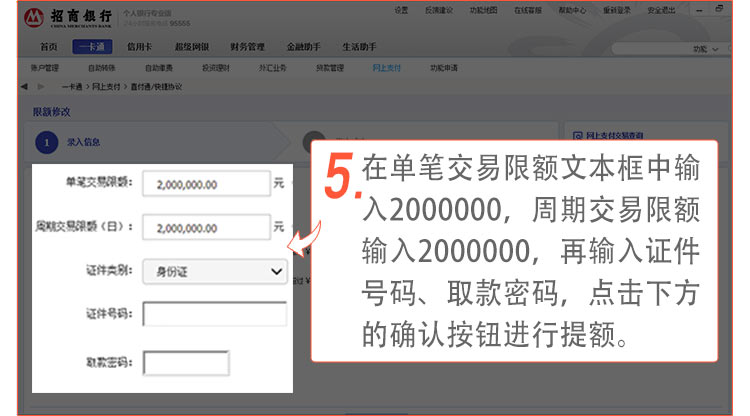 招商银行
CHINA MERCHANTS BANK
个人银行专业版
24小时服务热线 95555
设置 反馈建议 功能地图 在线客服 帮助中心 重新登录 安全退出
首页 一卡通 信用卡 超级网银 财务管理 金融助手 生活助手
功能
账户管理 自助转账 自助缴费 投资理财 外汇业务 贷款管理 网上支付 功能申请
一卡通 > 网上支付 > 直付通/快捷协议
限额修改
1 录入信息
网上支付交易查询
单笔交易限额: 2,000,000.00 元
周期交易限额(日): 2,000,000.00 元
证件类别: 身份证
证件号码:
取款密码:
5.
在单笔交易限额文本框中输
入2000000，周期交易限额
输入2000000，再输入证件
号码、取款密码，点击下方
的确认按钮进行提额。